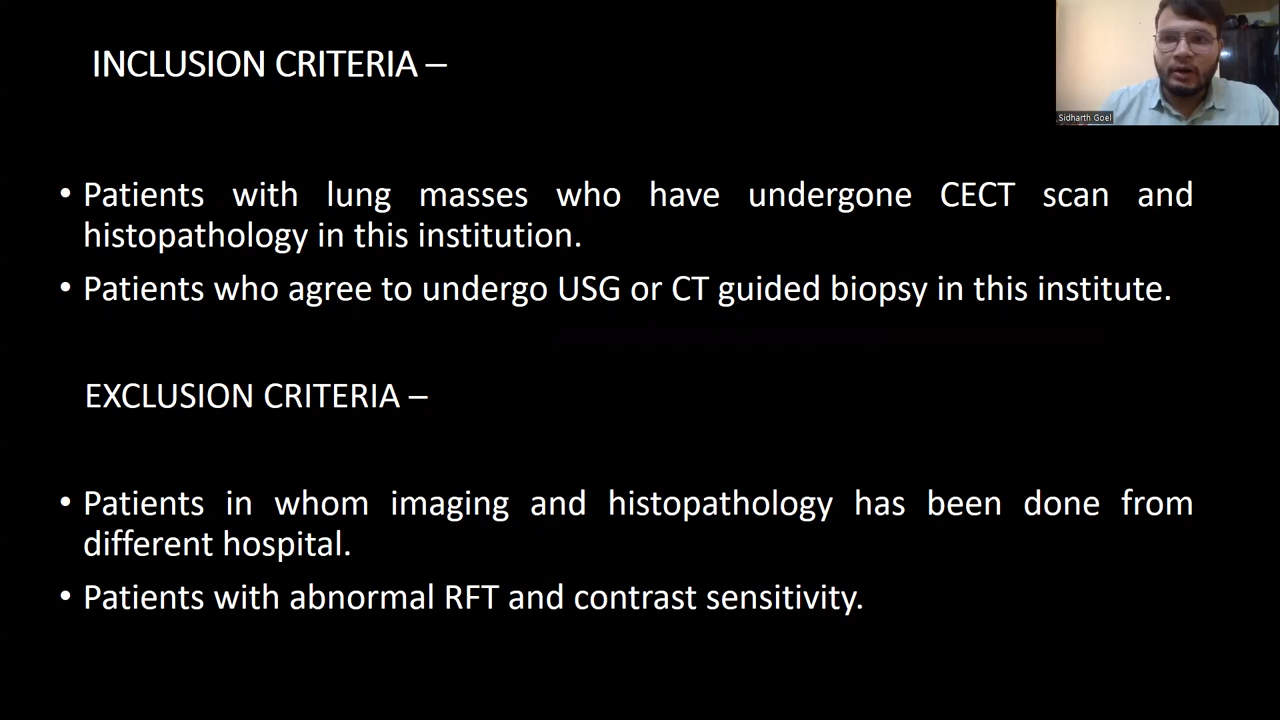 INCLUSION CRITERIA –
Sidharth Goel
• Patients with lung masses who have undergone CECT scan and
histopathology in this institution.
• Patients who agree to undergo USG or CT guided biopsy in this institute.
EXCLUSION CRITERIA –
• Patients in whom imaging and histopathology has been done from
different hospital.
• Patients with abnormal RFT and contrast sensitivity.